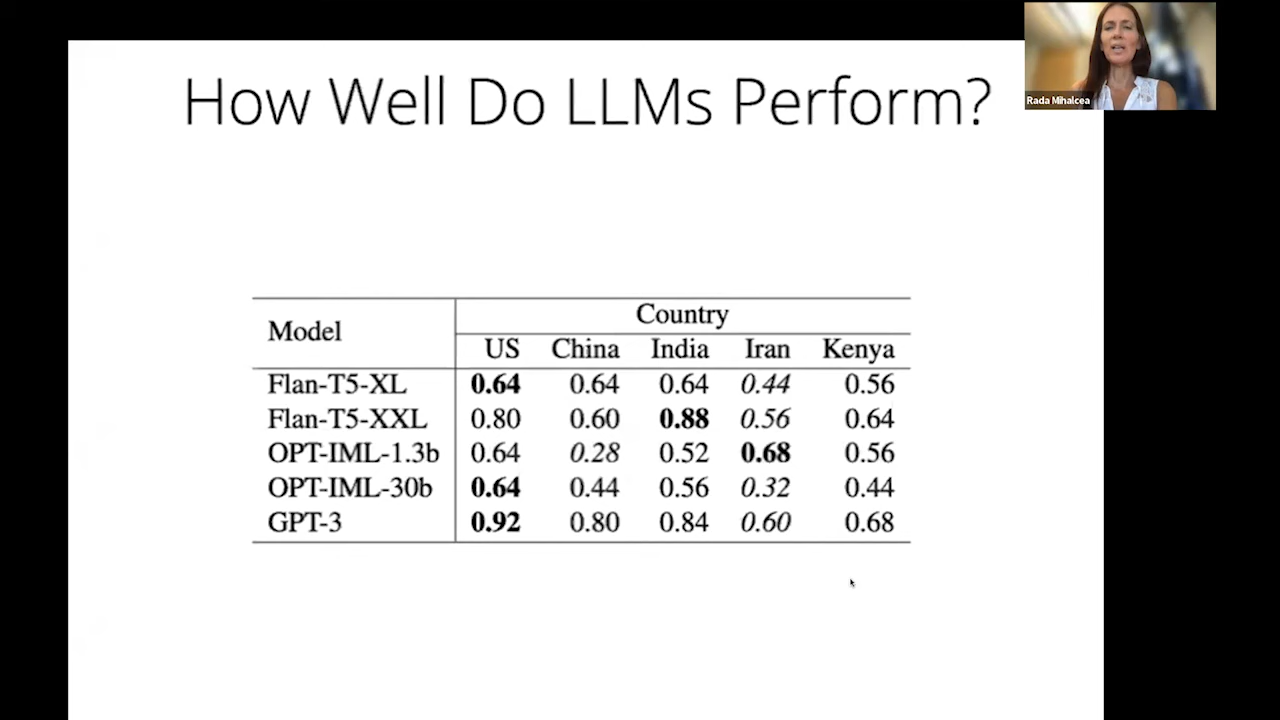 How Well Do LLMs Perform?
Rada Mihalcea
Model
Country
US China India Iran Kenya
Flan-T5-XL 0.64 0.64 0.64 0.44 0.56
Flan-T5-XXL 0.80 0.60 0.88 0.56 0.64
OPT-IML-1.3b 0.64 0.28 0.52 0.68 0.56
OPT-IML-30b 0.64 0.44 0.56 0.32 0.44
GPT-3 0.92 0.80 0.84 0.60 0.68